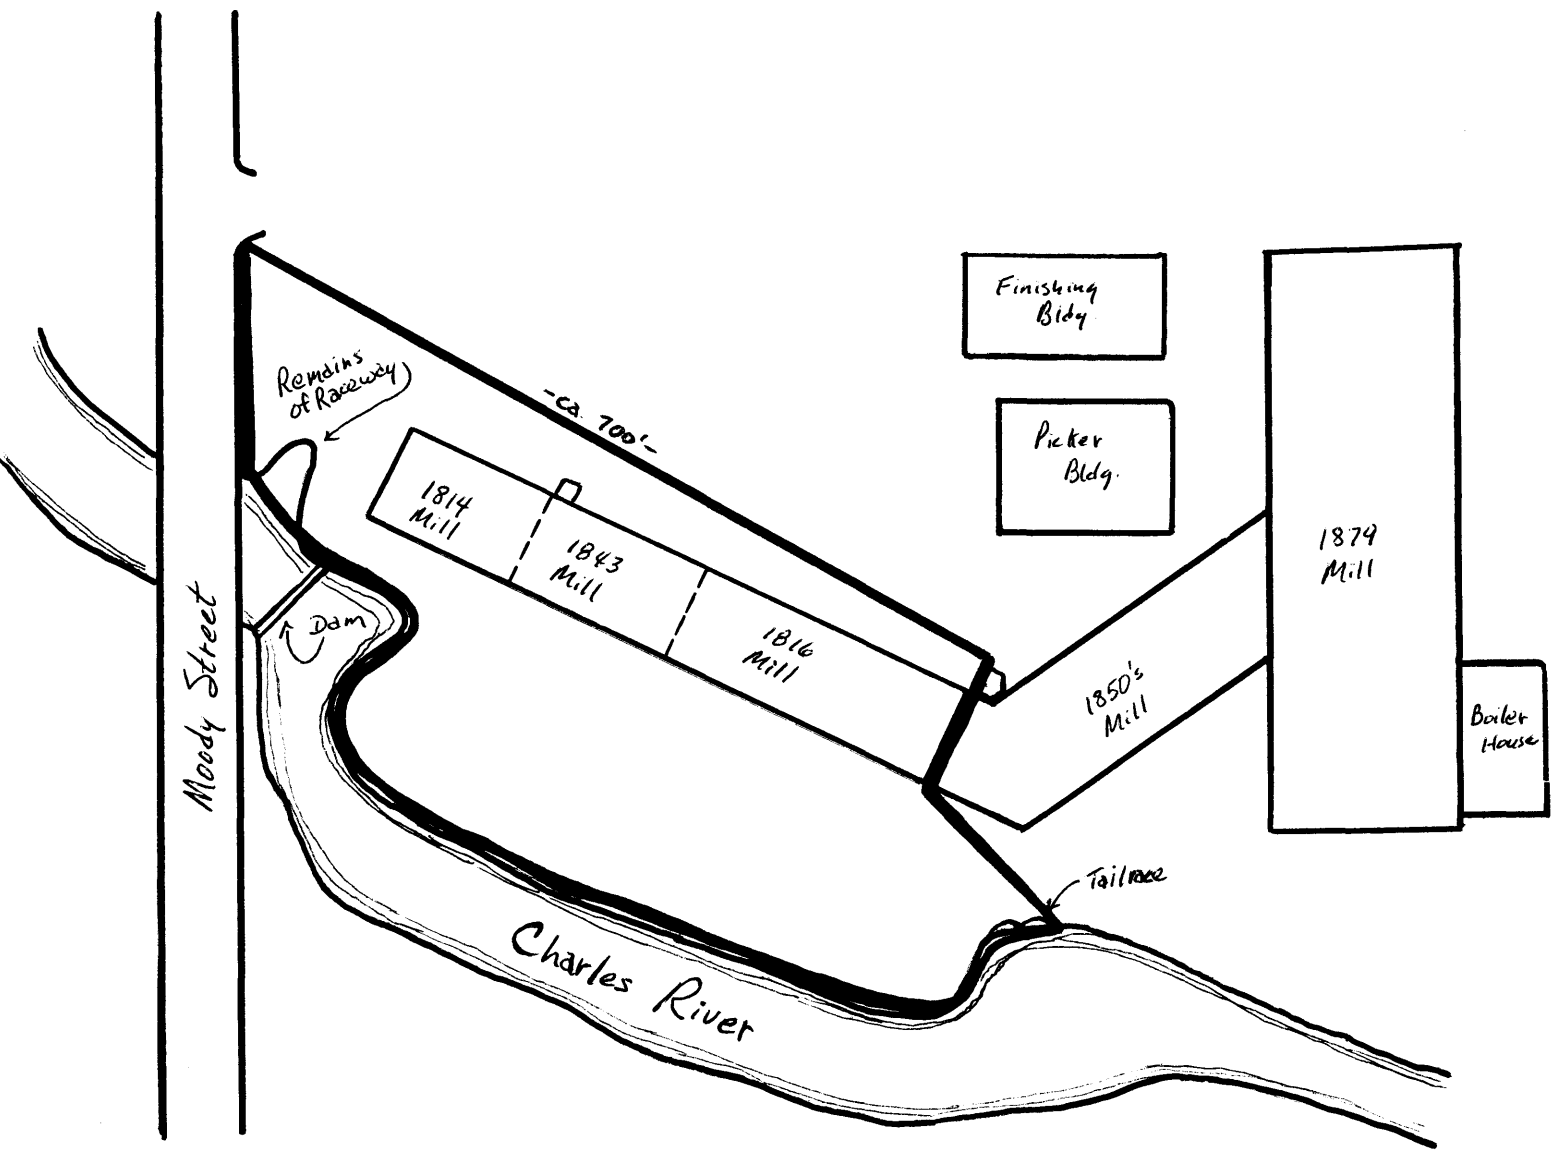 Finishing
Bldg
Remains
of Raceway
-ca. 700'-
Picker
Bldg.
1814
Mill
1843
Mill
1816
Mill
1879
Mill
1850's
Mill
Dam
Moody Street
Boiler
House
Tailrace
Charles River